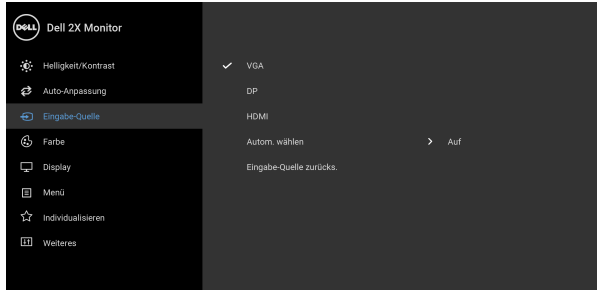 DELL
Dell 2X Monitor
Helligkeit/Kontrast
Auto-Anpassung
Eingabe-Quelle
Farbe
Display
Menü
Individualisieren
Weiteres
VGA
DP
HDMI
Autom. wählen > Auf
Eingabe-Quelle zurücks.